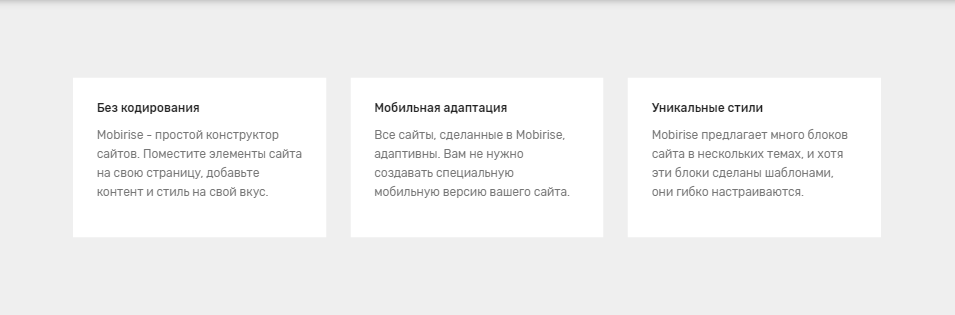 Без кодирования
Mobirise - простой конструктор
сайтов. Поместите элементы сайта
на свою страницу, добавьте
контент и стиль на свой вкус.
Мобильная адаптация
Все сайты, сделанные в Mobirise,
адаптивны. Вам не нужно
создавать специальную
мобильную версию вашего сайта.
Уникальные стили
Mobirise предлагает много блоков
сайта в нескольких темах, и хотя
эти блоки сделаны шаблонами,
они гибко настраиваются.